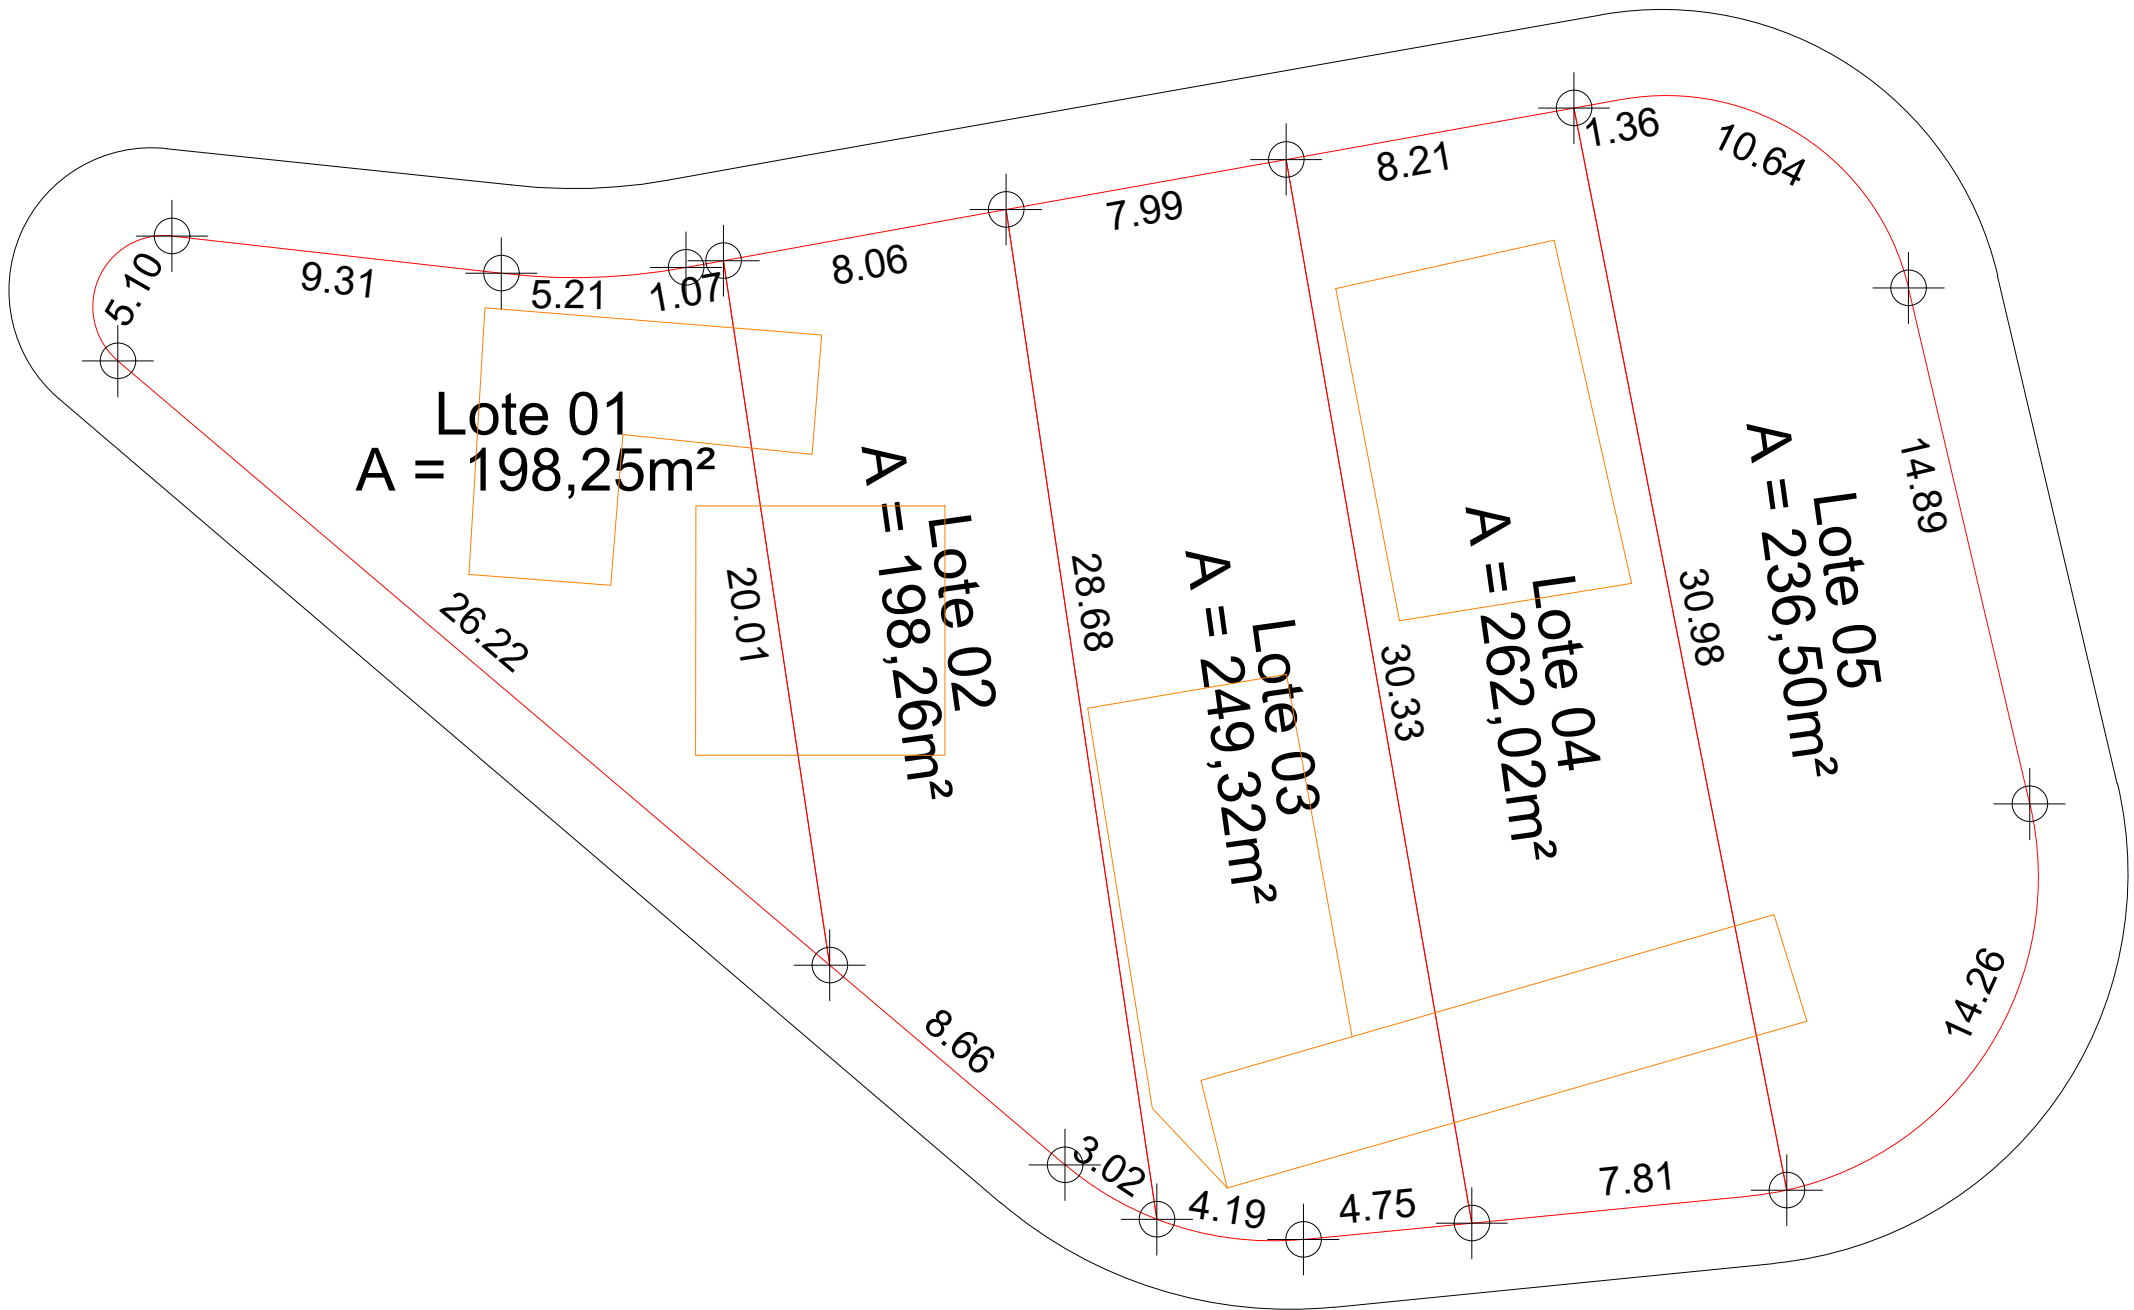 1.36
10.64
8.21
7.99
8.06
5.10
9.31
5.21
1.07
Lote 01
A = 198,25m²
14.89
Lote 02
A = 198,26m²
Lote 03
A = 249,32m²
Lote 04
A = 262,02m²
Lote 05
A = 236,50m²
26.22
20.01
28.68
30.33
30.98
8.66
14.26
3.02
4.19
4.75
7.81